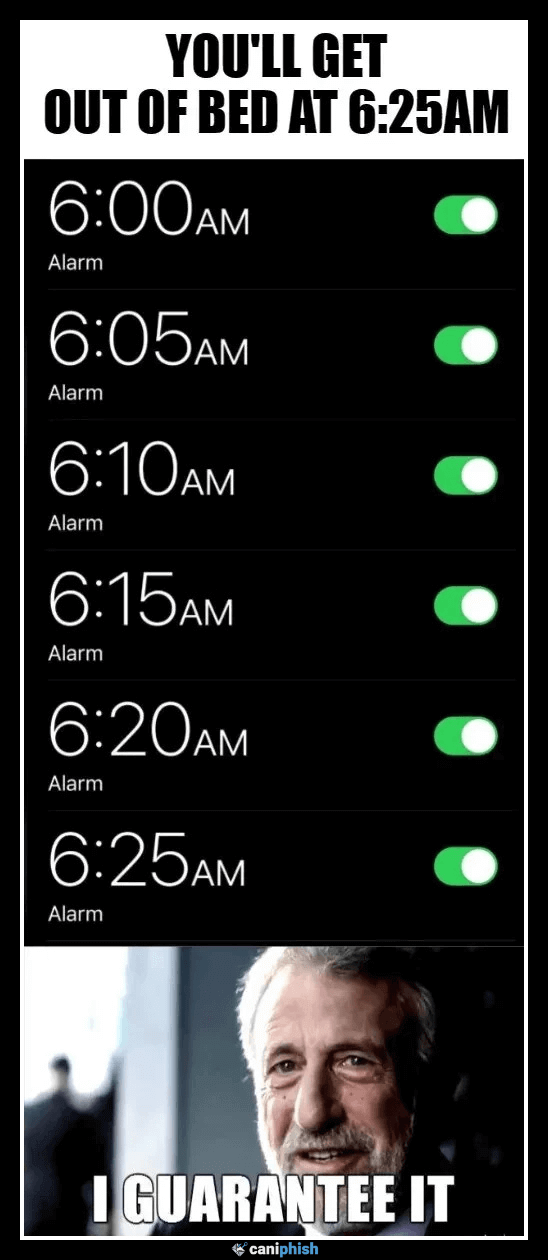 YOU'LL GET
OUT OF BED AT 6:25AM
6:00AM
Alarm
6:05AM
Alarm
6:10AM
Alarm
6:15AM
Alarm
6:20AM
Alarm
6:25AM
Alarm
I GUARANTEE IT
caniphish